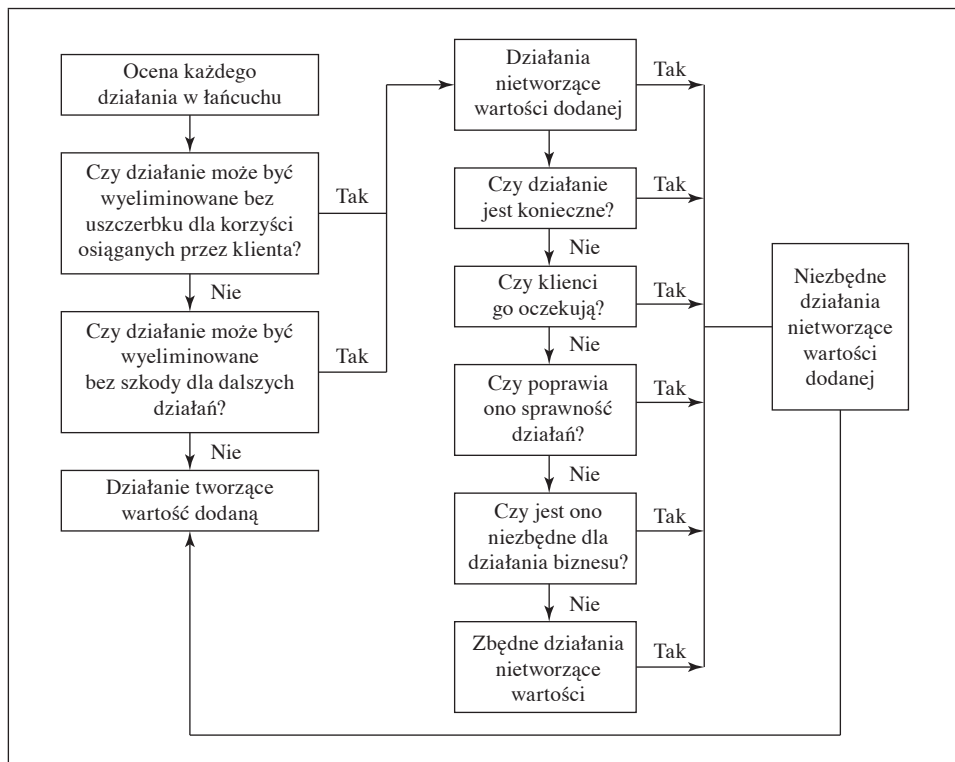 Ocena każdego
działania w łańcuchu
Czy działanie może być
wyeliminowane bez
uszczerbku dla korzyści
osiąganych przez klienta?
Tak
Nie
Czy działanie może być
wyeliminowane
bez szkody dla dalszych
działań?
Tak
Nie
Działanie tworzące
wartość dodaną
Działania
nietworzące
wartości dodanej
Tak
Czy działanie
jest konieczne?
Tak
Nie
Czy klienci
go oczekują?
Tak
Nie
Czy poprawia
ono sprawność
działań?
Tak
Nie
Czy jest ono
niezbędne dla
działania biznesu?
Tak
Nie
Zbędne działania
nietworzące
wartości
Tak
Niezbędne
działania
nietworzące
wartości
dodanej